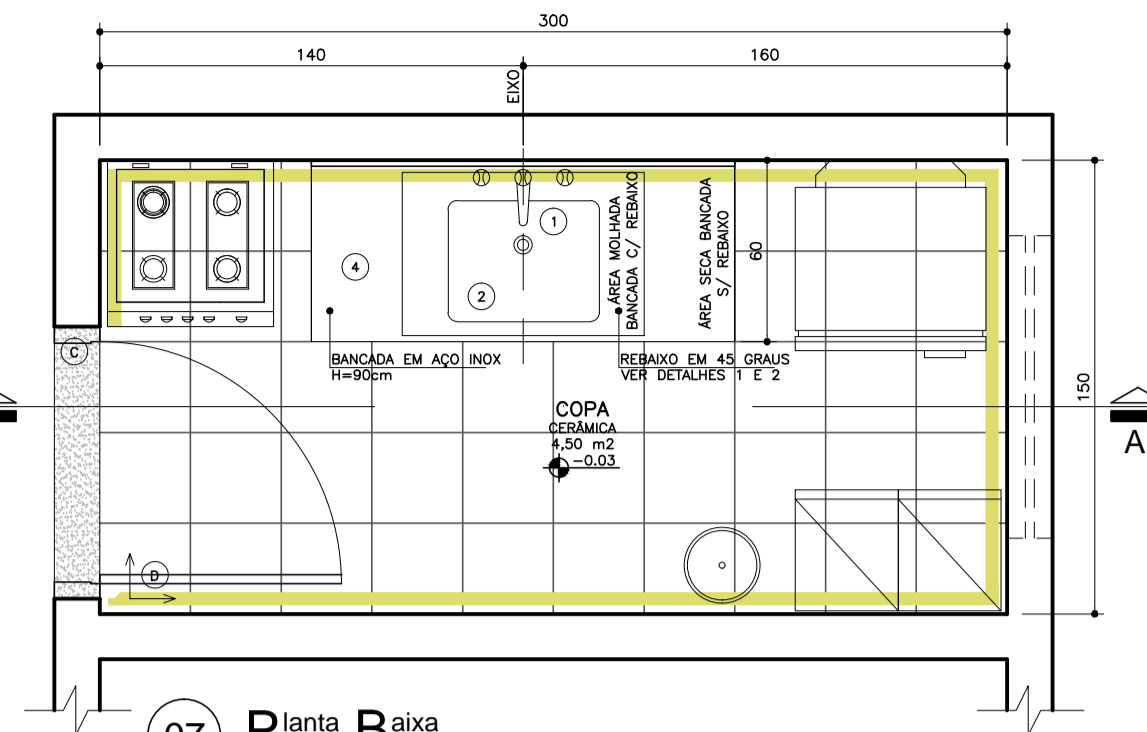 300
140
160
EIXO
1
2
4
ÁREA MOLHADA
BANCADA C/ REBAIXO
ÁREA SECA BANCADA
S/ REBAIXO
60
C
BANCADA EM AÇO INOX
H=90cm
REBAIXO EM 45 GRAUS
VER DETALHES 1 E 2
150
COPA
CERÂMICA
4,50 m2
-0.03
A
D
07 Planta Baixa